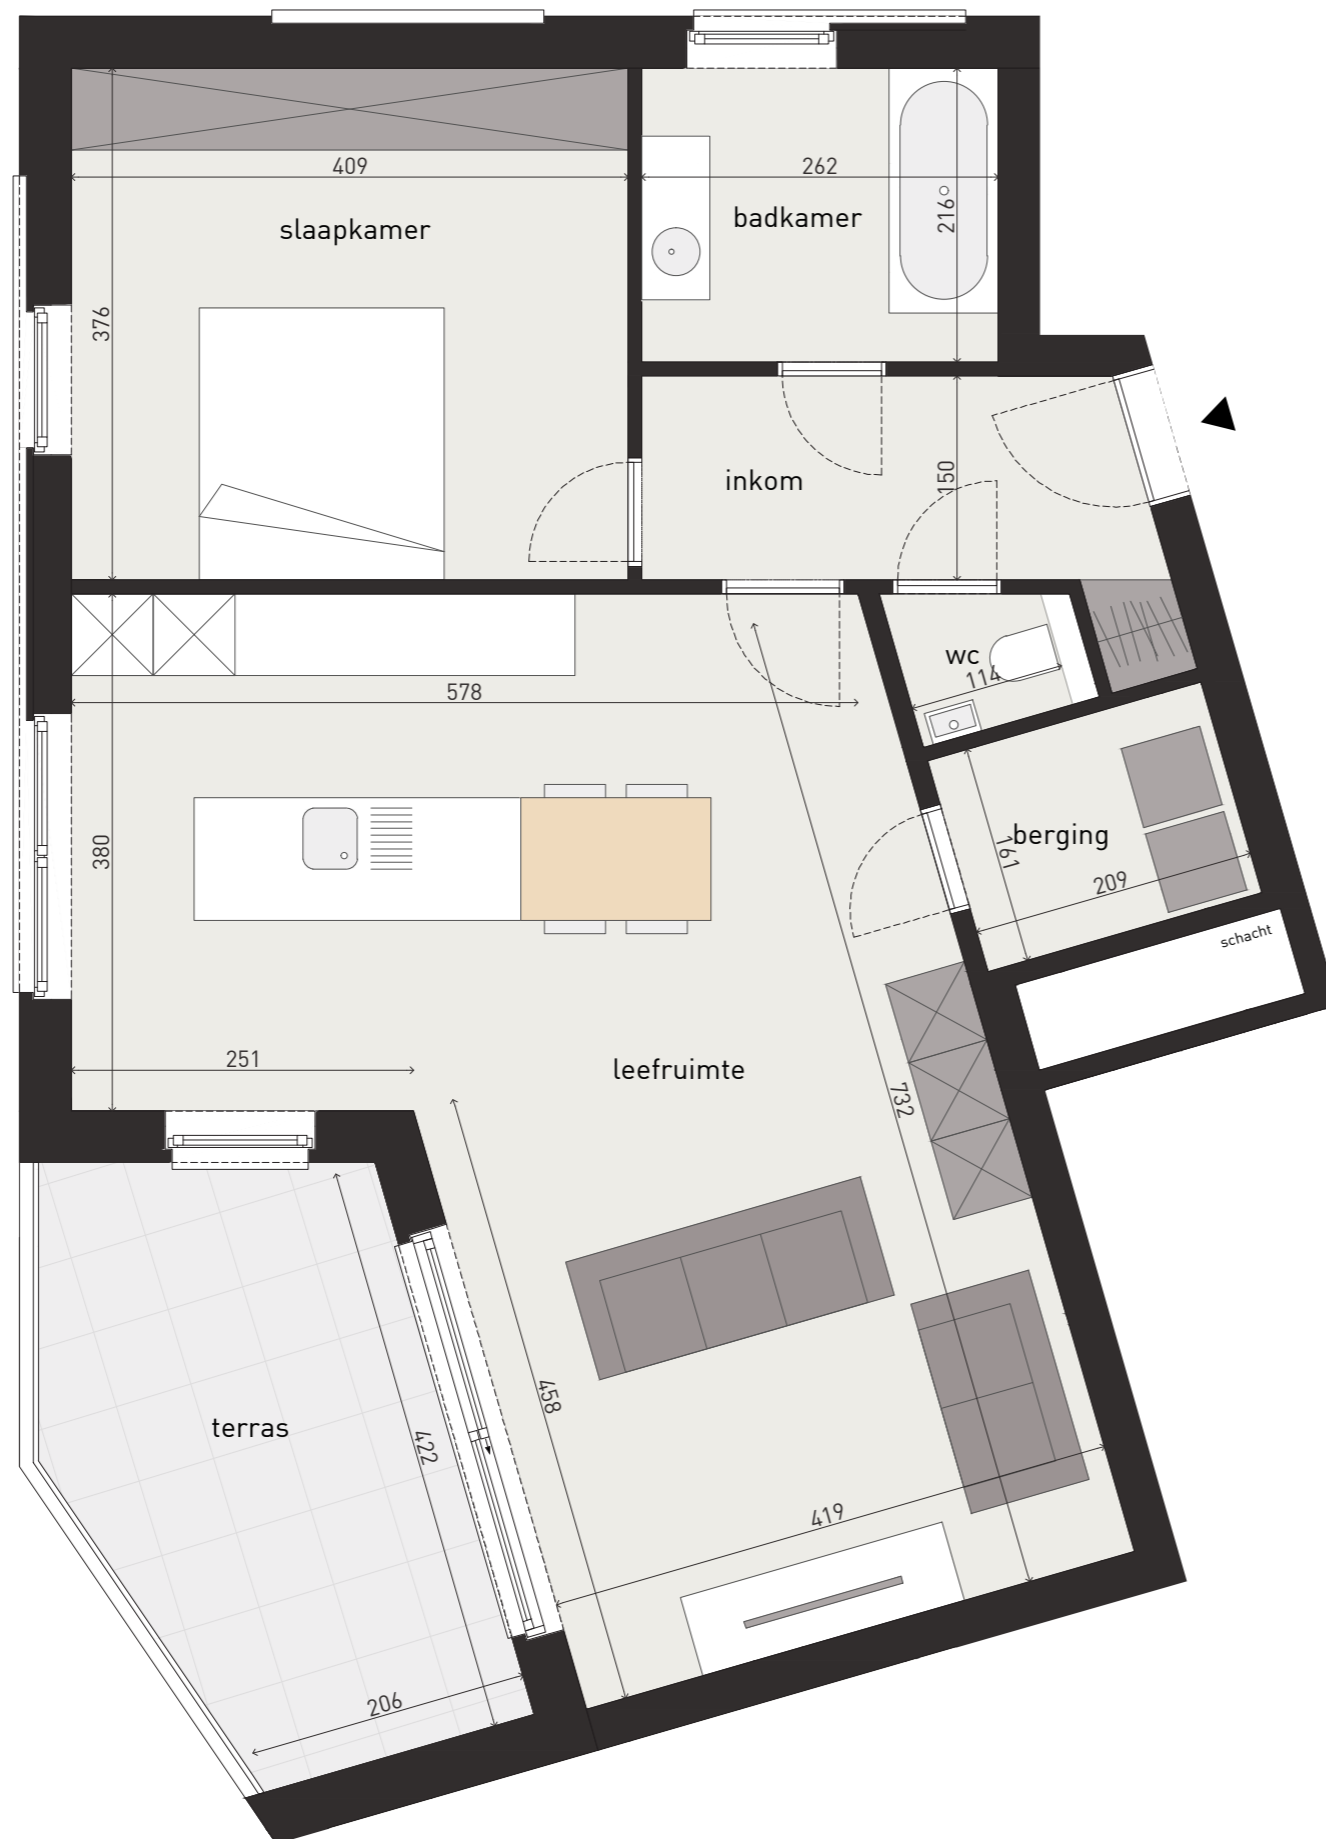 409
262
slaapkamer
badkamer
216
376
inkom
150
wc
114
578
380
berging
161
209
schacht
251
leefruimte
732
458
terras
422
419
206